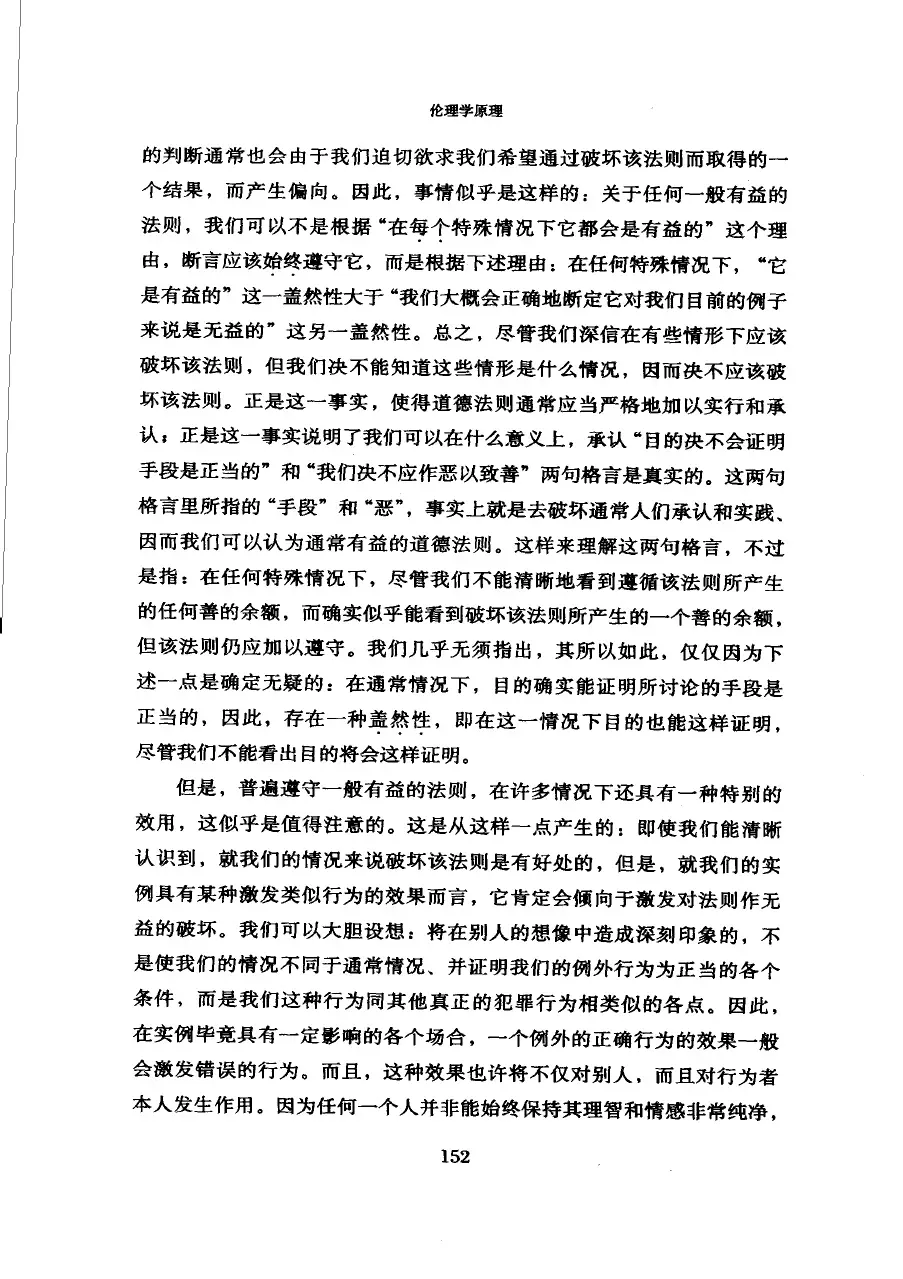 伦理学原理
的判断通常也会由于我们迫切欲求我们希望通过破坏该法则而取得的一
个结果，而产生偏向。因此，事情似乎是这样的：关于任何一般有益的
法则，我们可以不是根据“在每个特殊情况下它都会是有益的”这个理
由，断言应该始终遵守它，而是根据下述理由：在任何特殊情况下，“它
是有益的”这一盖然性大于“我们大概会正确地断定它对我们目前的例子
来说是无益的”这另一盖然性。总之，尽管我们深信在有些情形下应该
破坏该法则，但我们决不能知道这些情形是什么情况，因而决不应该破
坏该法则。正是这一事实，使得道德法则通常应当严格地加以实行和承
认；正是这一事实说明了我们可以在什么意义上，承认“目的决不会证明
手段是正当的”和“我们决不应作恶以致善”两句格言是真实的。这两句
格言里所指的“手段”和“恶”，事实上就是去破坏通常人们承认和实践、
因而我们可以认为通常有益的道德法则。这样来理解这两句格言，不过
是指：在任何特殊情况下，尽管我们不能清晰地看到遵循该法则所产生
的任何善的余额，而确实似乎能看到破坏该法则所产生的一个善的余额，
但该法则仍应加以遵守。我们几乎无须指出，其所以如此，仅仅因为下
述一点是确定无疑的：在通常情况下，目的确实能证明所讨论的手段是
正当的，因此，存在一种盖然性，即在这一情况下目的也能这样证明，
尽管我们不能看出目的将会这样证明。
但是，普遍遵守一般有益的法则，在许多情况下还具有一种特别的
效用，这似乎是值得注意的。这是从这样一点产生的：即使我们能清晰
认识到，就我们的情况来说破坏该法则是有好处的，但是，就我们的实
例具有某种激发类似行为的效果而言，它肯定会倾向于激发对法则作无
益的破坏。我们可以大胆设想：将在别人的想像中造成深刻印象的，不
是使我们的情况不同于通常情况、并证明我们的例外行为为正当的各个
条件，而是我们这种行为同其他真正的犯罪行为相类似的各点。因此，
在实例毕竟具有一定影响的各个场合，一个例外的正确行为的效果一般
会激发错误的行为。而且，这种效果也许将不仅对别人，而且对行为者
本人发生作用。因为任何一个人并非能始终保持其理智和情感非常纯净，
152